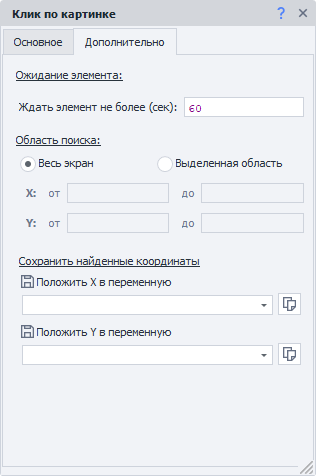 Клик по картинке ? ×
Основное Дополнительно
Ожидание элемента:
Ждать элемент не более (сек): 60
Область поиска:
Весь экран Выделенная область
X: от до
Y: от до
Сохранить найденные координаты
Положить X в переменную
Положить Y в переменную